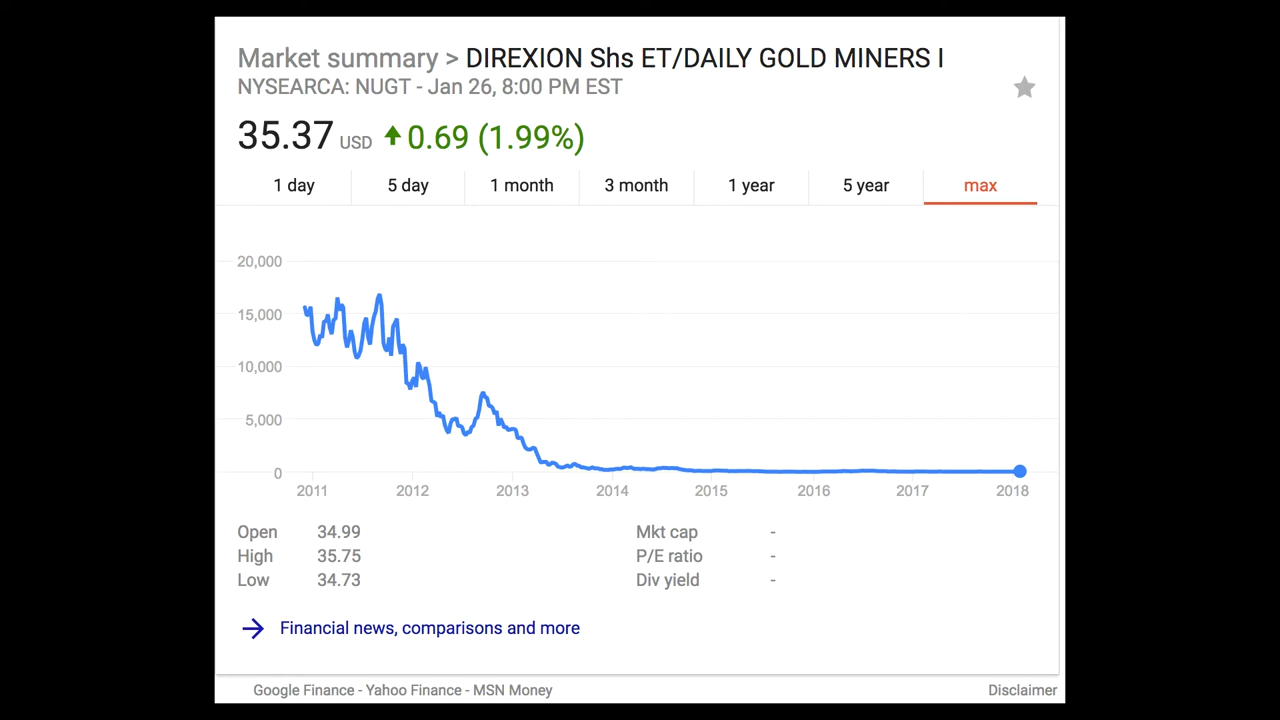 Market summary > DIREXION Shs ET/DAILY GOLD MINERS I
NYSEARCA: NUGT - Jan 26, 8:00 PM EST
35.37 USD 0.69 (1.99%)
1 day 5 day 1 month 3 month 1 year 5 year max
20,000
15,000
10,000
5,000
0
2011 2012 2013 2014 2015 2016 2017 2018
Open 34.99 Mkt cap -
High 35.75 P/E ratio -
Low 34.73 Div yield -
Financial news, comparisons and more
Google Finance - Yahoo Finance - MSN Money Disclaimer